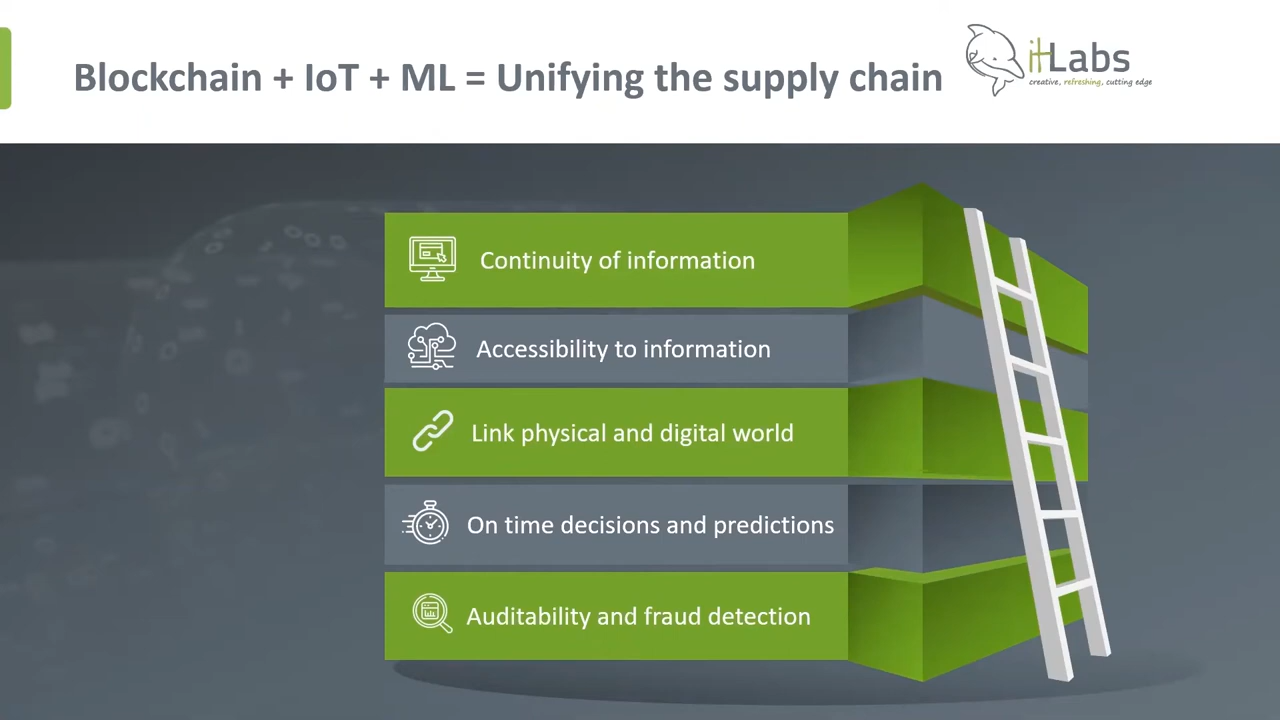 Blockchain + IoT + ML = Unifying the supply chain
itLabs
creative, refreshing, cutting edge
Continuity of information
Accessibility to information
Link physical and digital world
On time decisions and predictions
Auditability and fraud detection